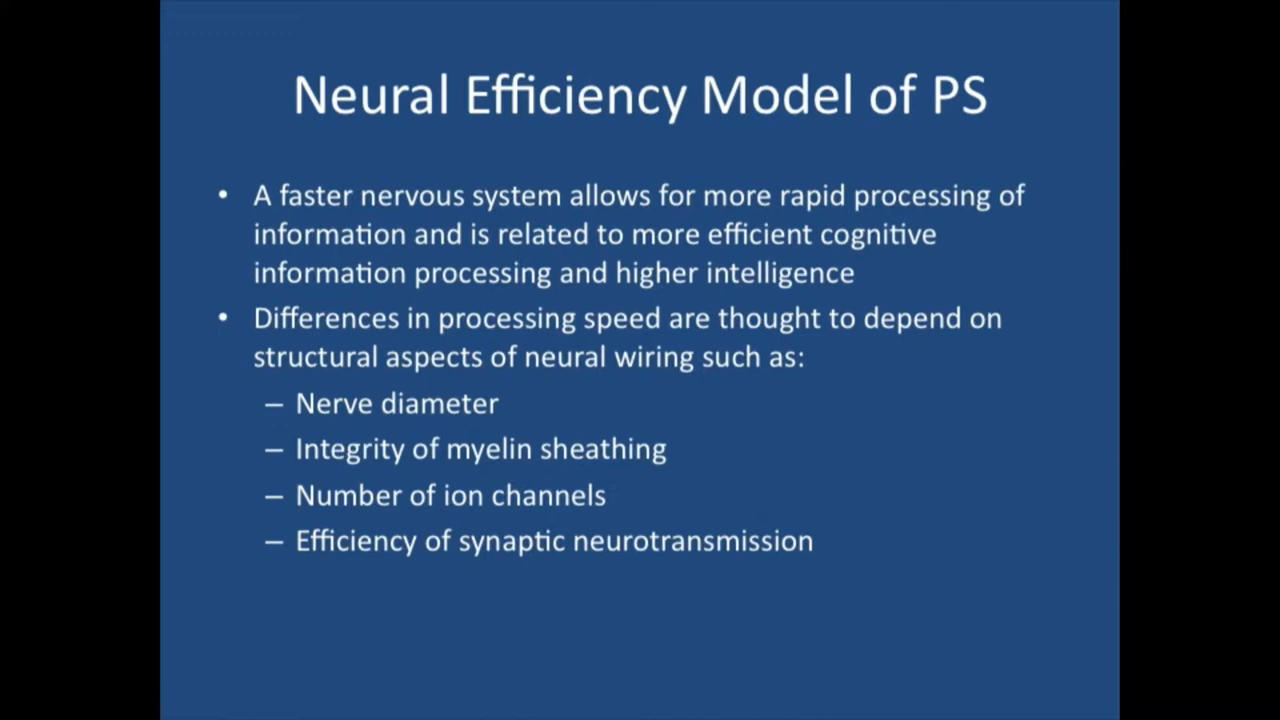 Neural Efficiency Model of PS
• A faster nervous system allows for more rapid processing of
information and is related to more efficient cognitive
information processing and higher intelligence
• Differences in processing speed are thought to depend on
structural aspects of neural wiring such as:
– Nerve diameter
– Integrity of myelin sheathing
– Number of ion channels
– Efficiency of synaptic neurotransmission